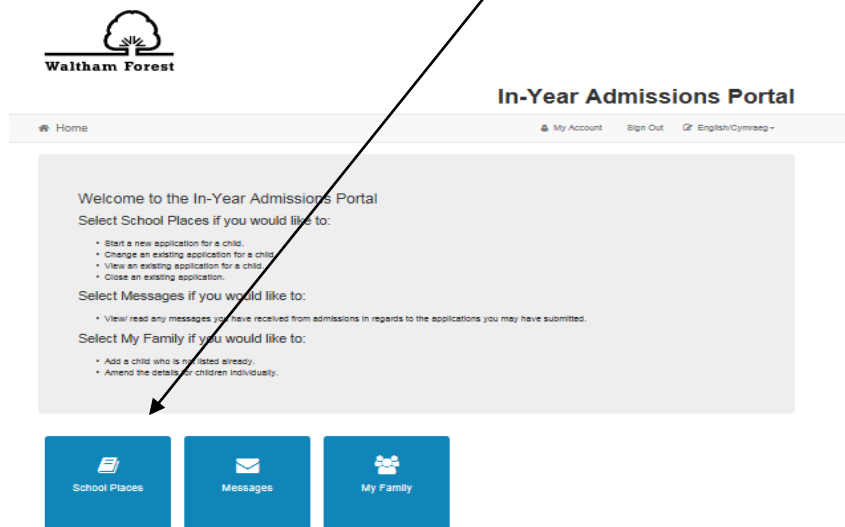 Waltham Forest
In-Year Admissions Portal
Home My Account Sign Out English/Cymraeg
Welcome to the In-Year Admissions Portal
Select School Places if you would like to:
• Start a new application for a child.
• Change an existing application for a child.
• View an existing application for a child.
• Close an existing application.
Select Messages if you would like to:
• View/ read any messages you have received from admissions in regards to the applications you may have submitted.
Select My Family if you would like to:
• Add a child who is not listed already.
• Amend the details for children individually.
School Places Messages My Family